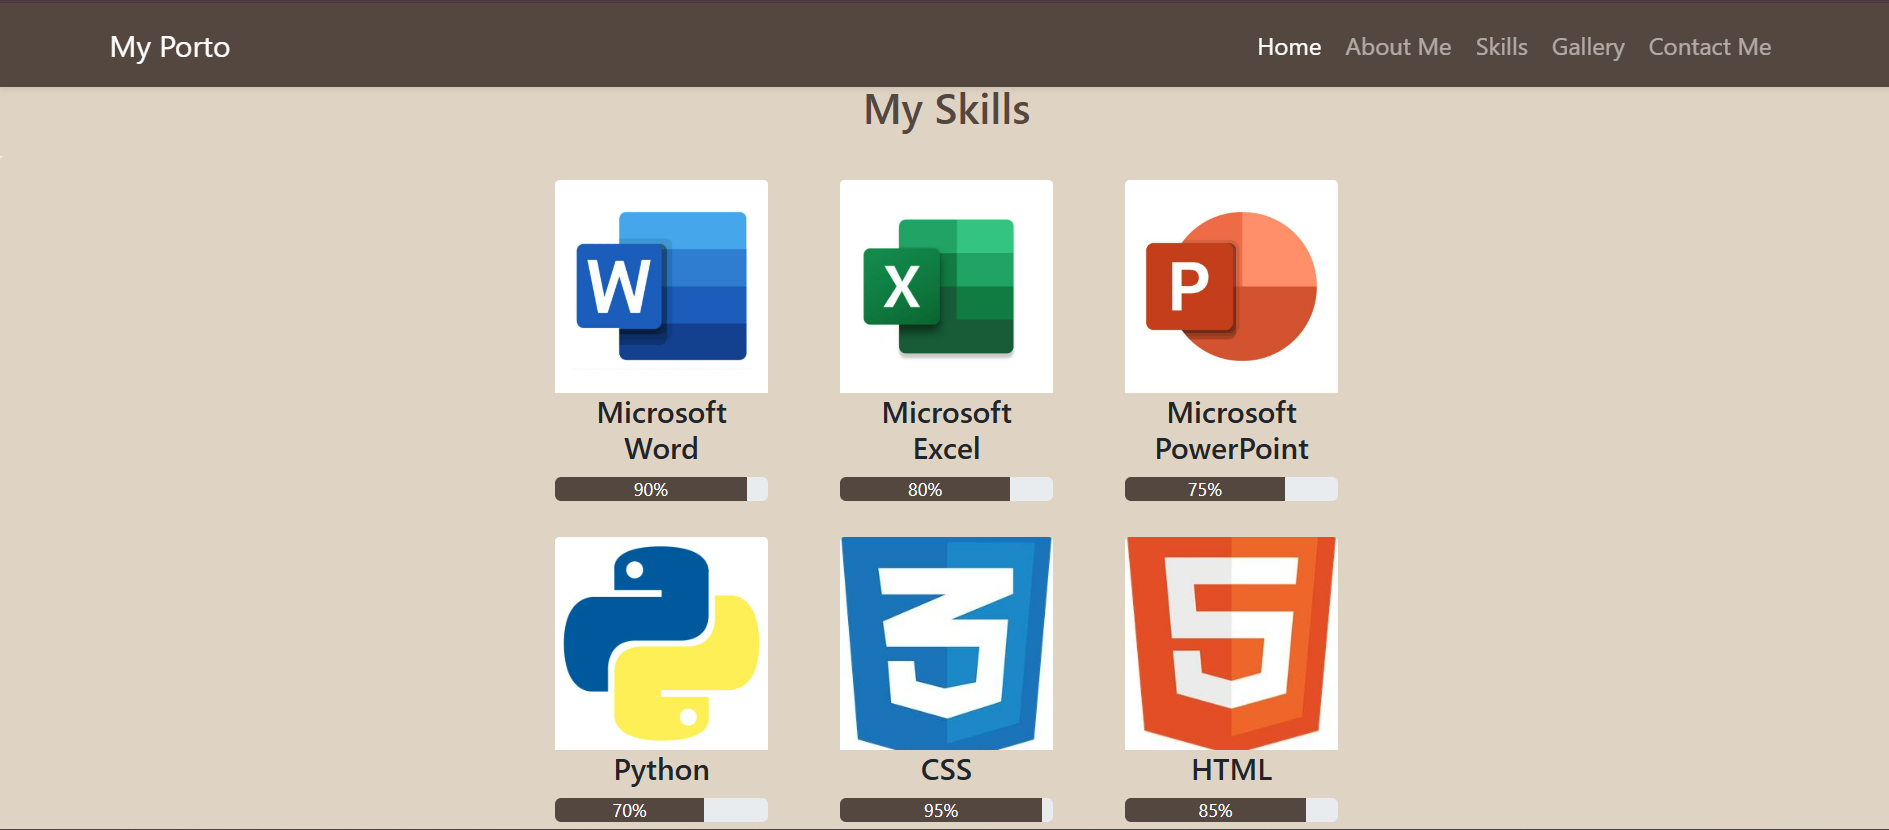 My Porto
Home About Me Skills Gallery Contact Me
My Skills
W
X
P
Microsoft
Word
Microsoft
Excel
Microsoft
PowerPoint
90%
80%
75%
3
5
Python
CSS
HTML
70%
95%
85%